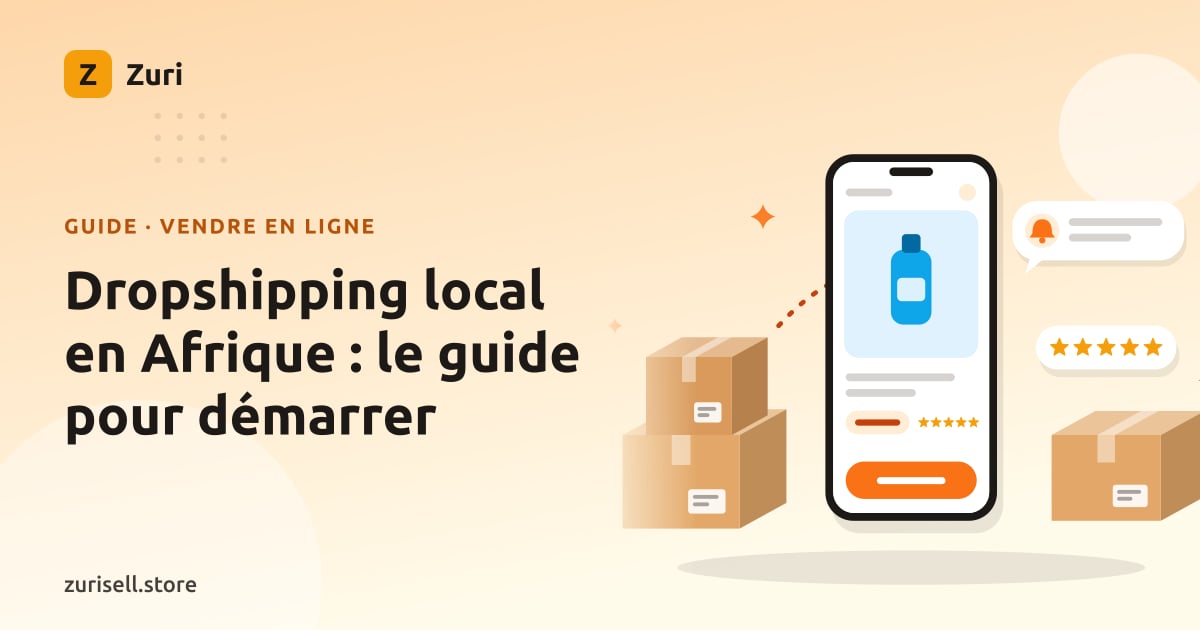 Z Zuri
GUIDE · VENDRE EN LIGNE
Dropshipping local
en Afrique : le guide
pour démarrer
zurisell.store